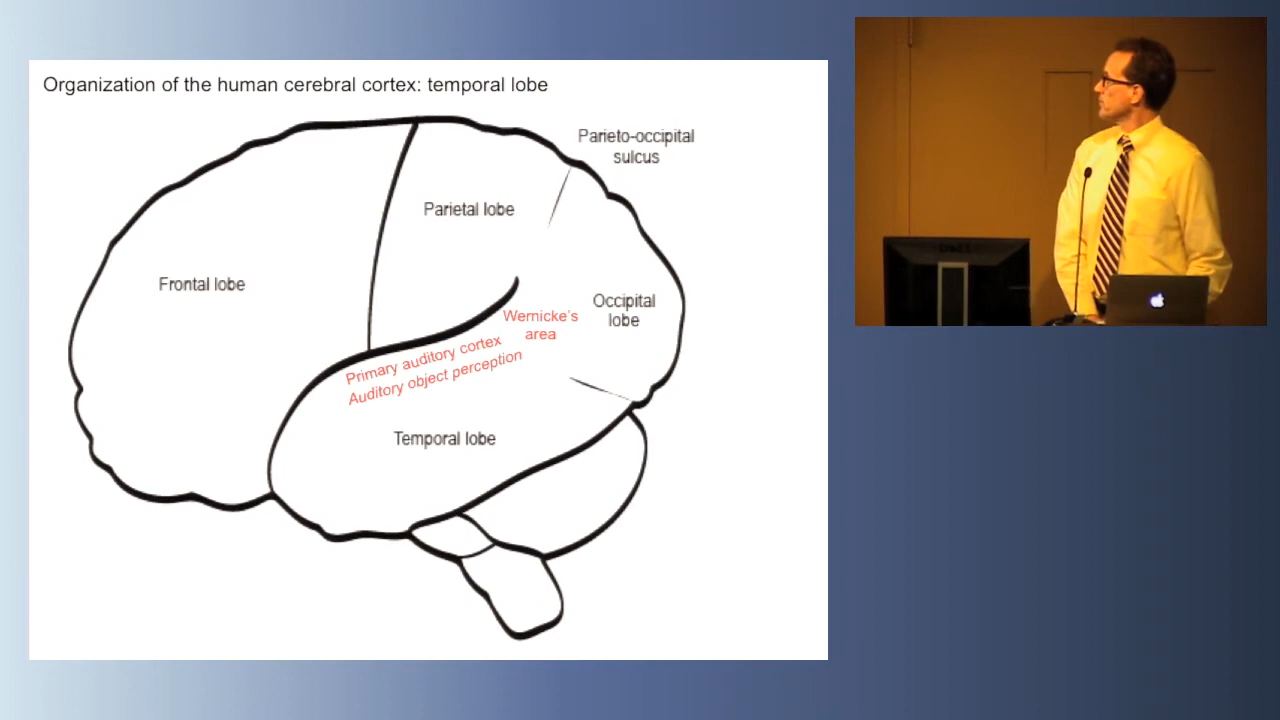 Organization of the human cerebral cortex: temporal lobe
Parieto-occipital
sulcus
Parietal lobe
Frontal lobe
Occipital
lobe
Wernicke's
area
Primary auditory cortex
Auditory object perception
Temporal lobe